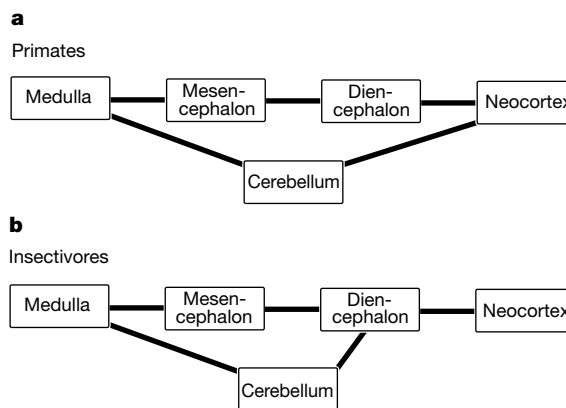 a
Primates
Medulla
Mesen-
cephalon
Dien-
cephalon
Neocortex
Cerebellum
b
Insectivores
Medulla
Mesen-
cephalon
Dien-
cephalon
Neocortex
Cerebellum